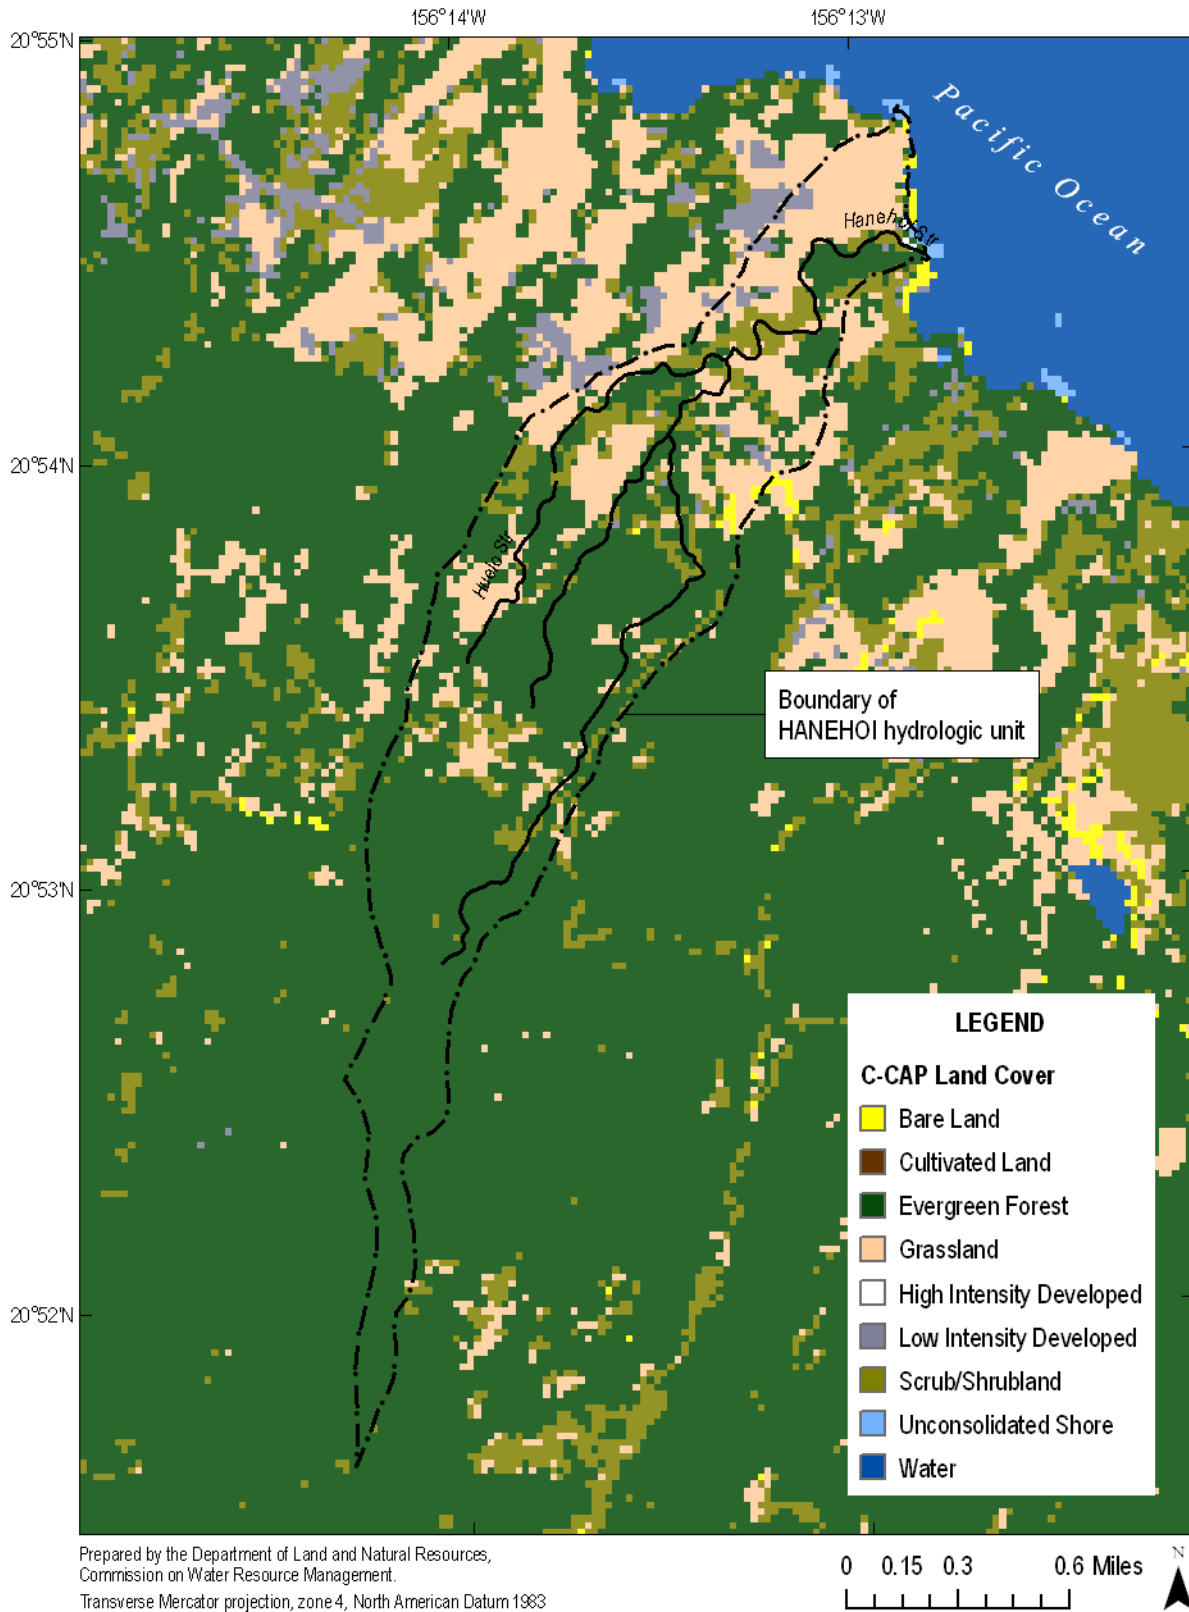 156°14'W 156°13'W
20°55'N
Pacific Ocean
Hanehoi Str
20°54'N
Huelo Str
Boundary of
HANEHOI hydrologic unit
20°53'N
LEGEND
C-CAP Land Cover
Bare Land
Cultivated Land
Evergreen Forest
Grassland
High Intensity Developed
Low Intensity Developed
Scrub/Shrubland
Unconsolidated Shore
Water
20°52'N
Prepared by the Department of Land and Natural Resources,
Commission on Water Resource Management.
Transverse Mercator projection, zone 4, North American Datum 1983
0 0.15 0.3 0.6 Miles
N